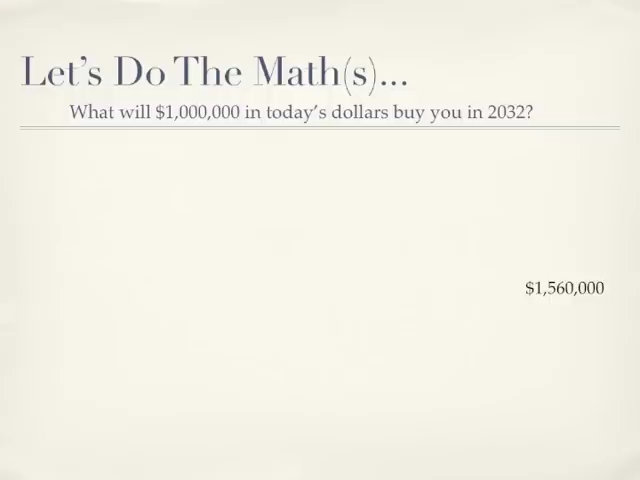 Let's Do The Math(s)...
What will $1,000,000 in today's dollars buy you in 2032?
$1,560,000